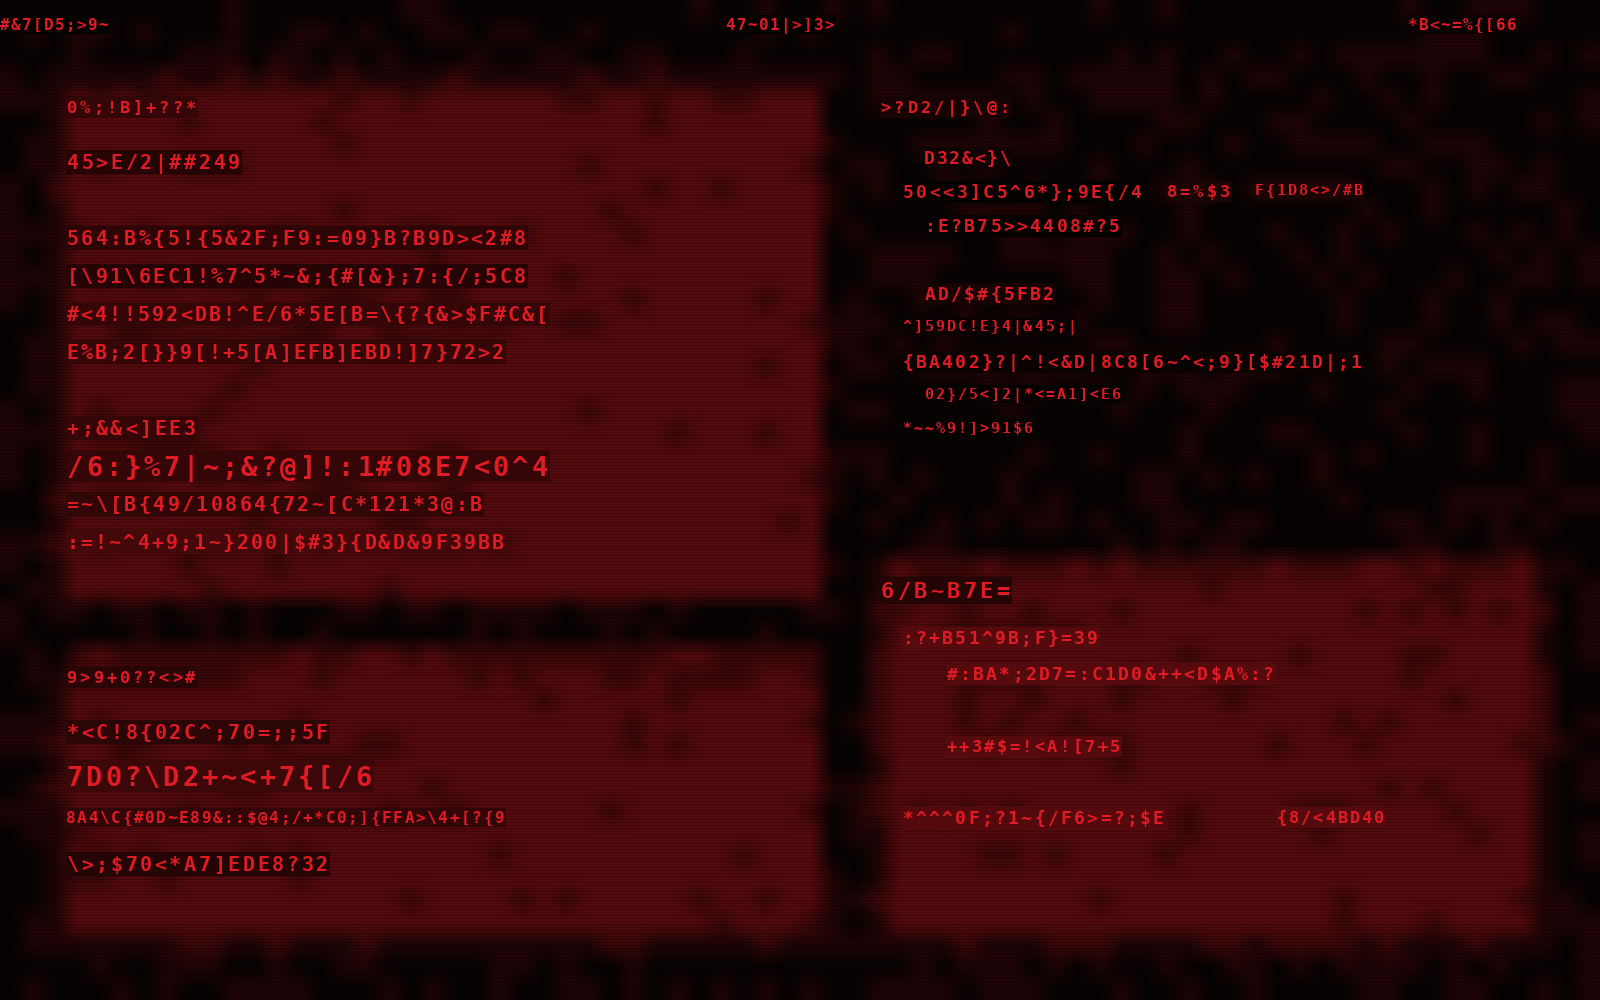 #&7[D5;>9~
47~01|>]3>
*B<~=%{[66
0%;!B]+??*
45>E/2|##249
564:B%{5!{5&2F;F9:=09}B?B9D><2#8
[\91\6EC1!%7^5*~&;{#[&};7:{/;5C8
#<4!!592<DB!^E/6*5E[B=\{?{&>$F#C&[
E%B;2[}}9[!+5[A]EFB]EBD!]7}72>2
+;&&<]EE3
/6:}%7|~;&?@]!:1#08E7<0^4
=~\[B{49/10864{72~[C*121*3@:B
:=!~^4+9;1~}200|$#3}{D&D&9F39BB
9>9+0??<>#
*<C!8{02C^;70=;;5F
7D0?\D2+~<+7{[/6
8A4\C{#0D~E89&::$@4;/+*C0;]{FFA>\4+[?{9
\>;$70<*A7]EDE8?32
>?D2/|}\@:
D32&<}\
50<<3]C5^6*};9E{/4 8=%$3 F{1D8<>/#B
:E?B75>>4408#?5
AD/$#{5FB2
^]59DC!E}4|&45;|
{BA402}?|^!<&D|8C8[6~^<;9}[$#21D|;1
02}/5<]2|*<=A1]<E6
*~~%9!]>91$6
6/B~B7E=
:?+B51^9B;F}=39
#:BA*;2D7=:C1D0&++<D$A%:?
++3#$=!<A![7+5
*^^^0F;?1~{/F6>=?;$E {8/<4BD40